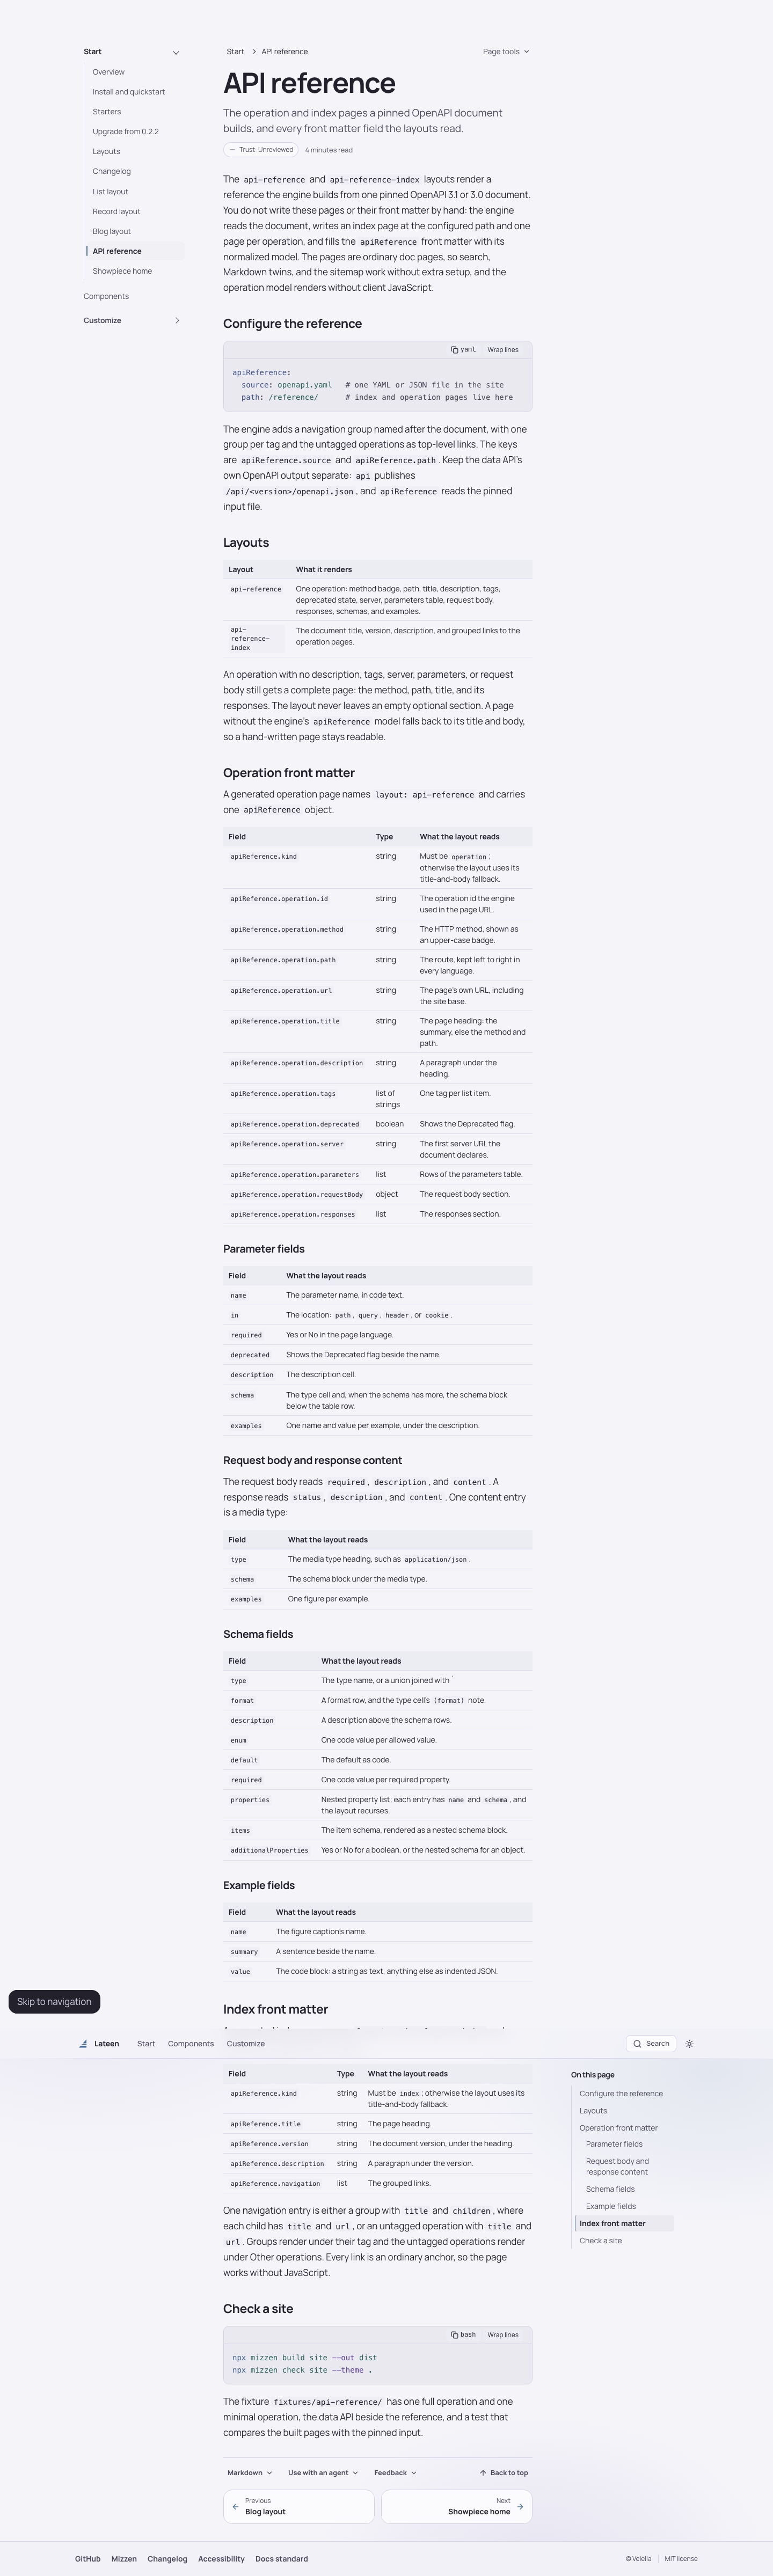 Start
Overview
Install and quickstart
Starters
Upgrade from 0.2.2
Layouts
Changelog
List layout
Record layout
Blog layout
API reference
Showpiece home
Components
Customize
Start > API reference
Page tools
API reference
The operation and index pages a pinned OpenAPI document
builds, and every front matter field the layouts read.
Trust: Unreviewed 4 minutes read
The api-reference and api-reference-index layouts render a
reference the engine builds from one pinned OpenAPI 3.1 or 3.0 document.
You do not write these pages or their front matter by hand: the engine
reads the document, writes an index page at the configured path and one
page per operation, and fills the apiReference front matter with its
normalized model. The pages are ordinary doc pages, so search,
Markdown twins, and the sitemap work without extra setup, and the
operation model renders without client JavaScript.
Configure the reference
yaml Wrap lines
apiReference:
source: openapi.yaml # one YAML or JSON file in the site
path: /reference/ # index and operation pages live here
The engine adds a navigation group named after the document, with one
group per tag and the untagged operations as top-level links. The keys
are apiReference.source and apiReference.path. Keep the data API's
own OpenAPI output separate: api publishes
/api/<version>/openapi.json, and apiReference reads the pinned
input file.
Layouts
Layout What it renders
api-reference One operation: method badge, path, title, description, tags,
deprecated state, server, parameters table, request body,
responses, schemas, and examples.
api-
reference-
index
The document title, version, description, and grouped links to the
operation pages.
An operation with no description, tags, server, parameters, or request
body still gets a complete page: the method, path, title, and its
responses. The layout never leaves an empty optional section. A page
without the engine's apiReference model falls back to its title and body,
so a hand-written page stays readable.
Operation front matter
A generated operation page names layout: api-reference and carries
one apiReference object.
Field Type What the layout reads
apiReference.kind string Must be operation;
otherwise the layout uses its
title-and-body fallback.
apiReference.operation.id string The operation id the engine
used in the page URL.
apiReference.operation.method string The HTTP method, shown as
an upper-case badge.
apiReference.operation.path string The route, kept left to right in
every language.
apiReference.operation.url string The page's own URL, including
the site base.
apiReference.operation.title string The page heading: the
summary, else the method and
path.
apiReference.operation.description string A paragraph under the
heading.
apiReference.operation.tags list of
strings
One tag per list item.
apiReference.operation.deprecated boolean Shows the Deprecated flag.
apiReference.operation.server string The first server URL the
document declares.
apiReference.operation.parameters list Rows of the parameters table.
apiReference.operation.requestBody object The request body section.
apiReference.operation.responses list The responses section.
Parameter fields
Field What the layout reads
name The parameter name, in code text.
in The location: path, query, header, or cookie.
required Yes or No in the page language.
deprecated Shows the Deprecated flag beside the name.
description The description cell.
schema The type cell and, when the schema has more, the schema block
below the table row.
examples One name and value per example, under the description.
Request body and response content
The request body reads required, description, and content. A
response reads status, description, and content. One content entry
is a media type:
Field What the layout reads
type The media type heading, such as application/json.
schema The schema block under the media type.
examples One figure per example.
Schema fields
Field What the layout reads
type The type name, or a union joined with `
format A format row, and the type cell's (format) note.
description A description above the schema rows.
enum One code value per allowed value.
default The default as code.
required One code value per required property.
properties Nested property list; each entry has name and schema, and
the layout recurses.
items The item schema, rendered as a nested schema block.
additionalProperties Yes or No for a boolean, or the nested schema for an object.
Example fields
Field What the layout reads
name The figure caption's name.
summary A sentence beside the name.
value The code block: a string as text, anything else as indented JSON.
Skip to navigation
Index front matter
Lateen Start Components Customize Search
Field Type What the layout reads
apiReference.kind string Must be index; otherwise the layout uses its
title-and-body fallback.
apiReference.title string The page heading.
apiReference.version string The document version, under the heading.
apiReference.description string A paragraph under the version.
apiReference.navigation list The grouped links.
On this page
Configure the reference
Layouts
Operation front matter
Parameter fields
Request body and
response content
Schema fields
Example fields
Index front matter
Check a site
One navigation entry is either a group with title and children, where
each child has title and url, or an untagged operation with title and
url. Groups render under their tag and the untagged operations render
under Other operations. Every link is an ordinary anchor, so the page
works without JavaScript.
Check a site
bash Wrap lines
npx mizzen build site --out dist
npx mizzen check site --theme .
The fixture fixtures/api-reference/ has one full operation and one
minimal operation, the data API beside the reference, and a test that
compares the built pages with the pinned input.
Markdown Use with an agent Feedback Back to top
Previous
Blog layout
Next
Showpiece home
GitHub Mizzen Changelog Accessibility Docs standard
© Velella MIT license